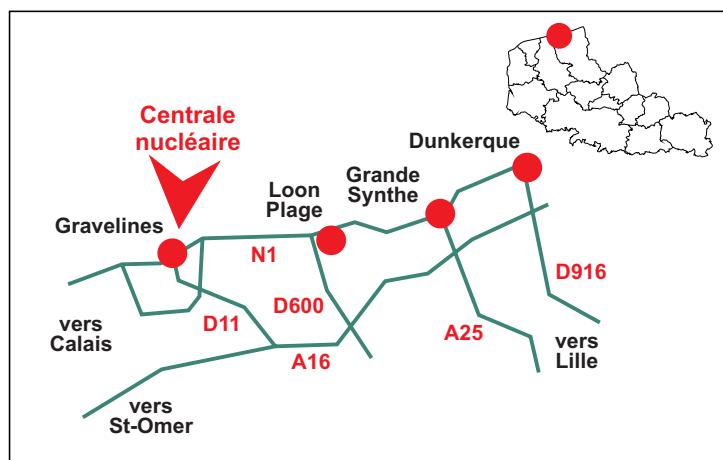 Centrale
nucléaire
Dunkerque
Grande
Synthe
Loon
Plage
Gravelines
N1
D916
D11
D600
A25
vers
Calais
A16
vers
Lille
vers
St-Omer